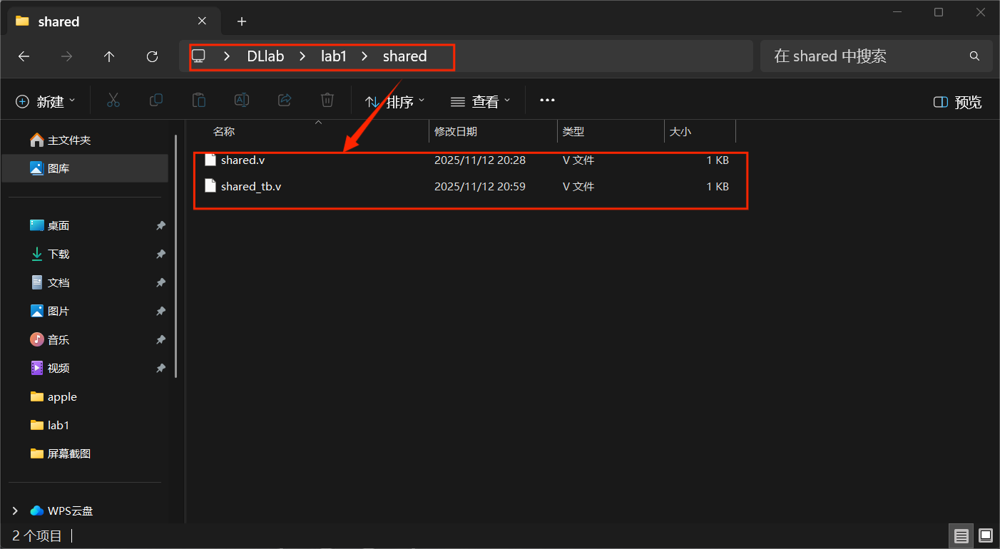 shared
DLlab > lab1 > shared
在 shared 中搜索
新建
排序
查看
预览
名称 修改日期 类型 大小
主文件夹
图库
桌面
下载
文档
图片
音乐
视频
apple
lab1
屏幕截图
WPS云盘
shared.v 2025/11/12 20:28 V 文件 1 KB
shared_tb.v 2025/11/12 20:59 V 文件 1 KB
2 个项目